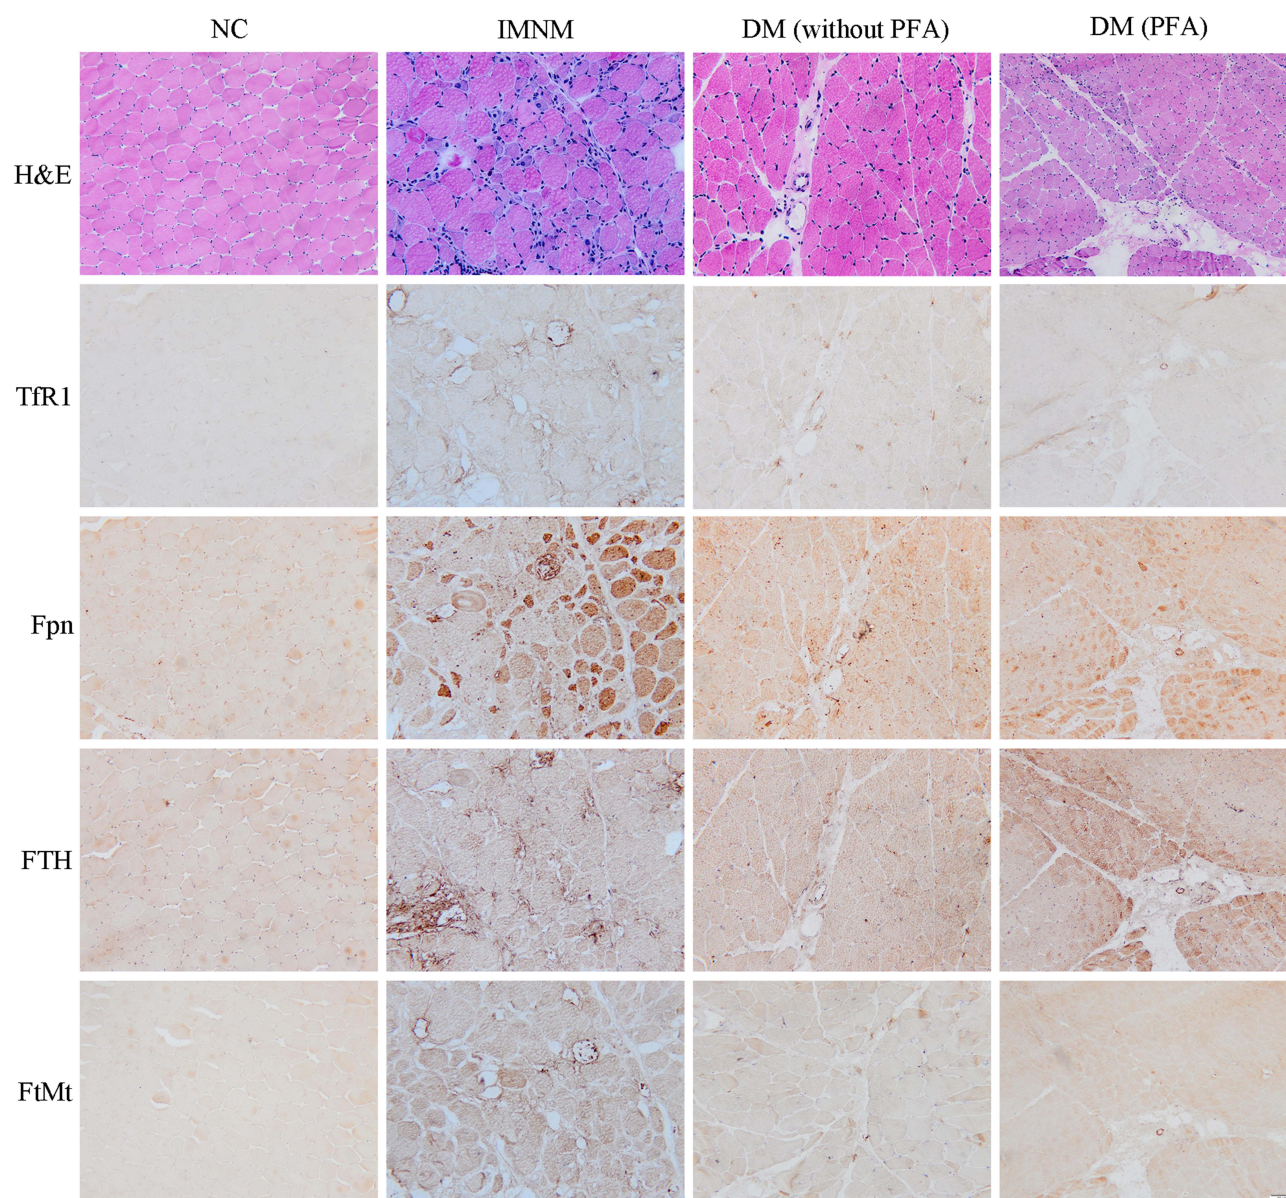 NC IMNM DM (without PFA) DM (PFA)
H&E
TfR1
Fpn
FTH
FtMt